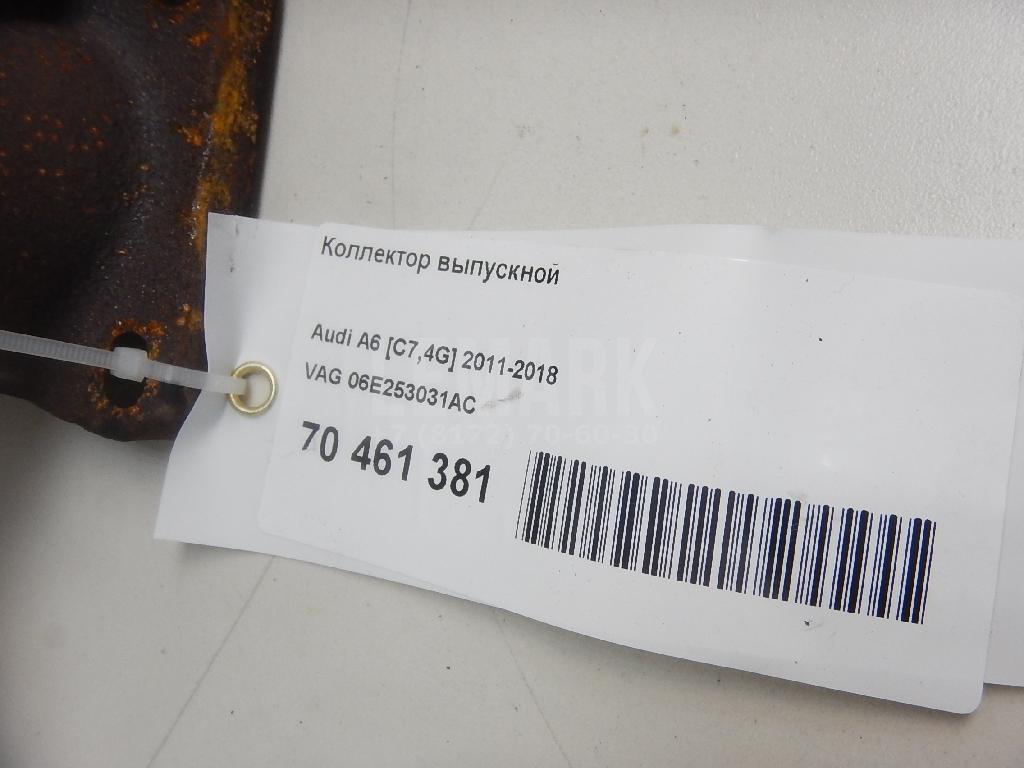 Коллектор выпускной
Audi A6 [C7,4G] 2011-2018
VAG 06E253031AC
70 461 381